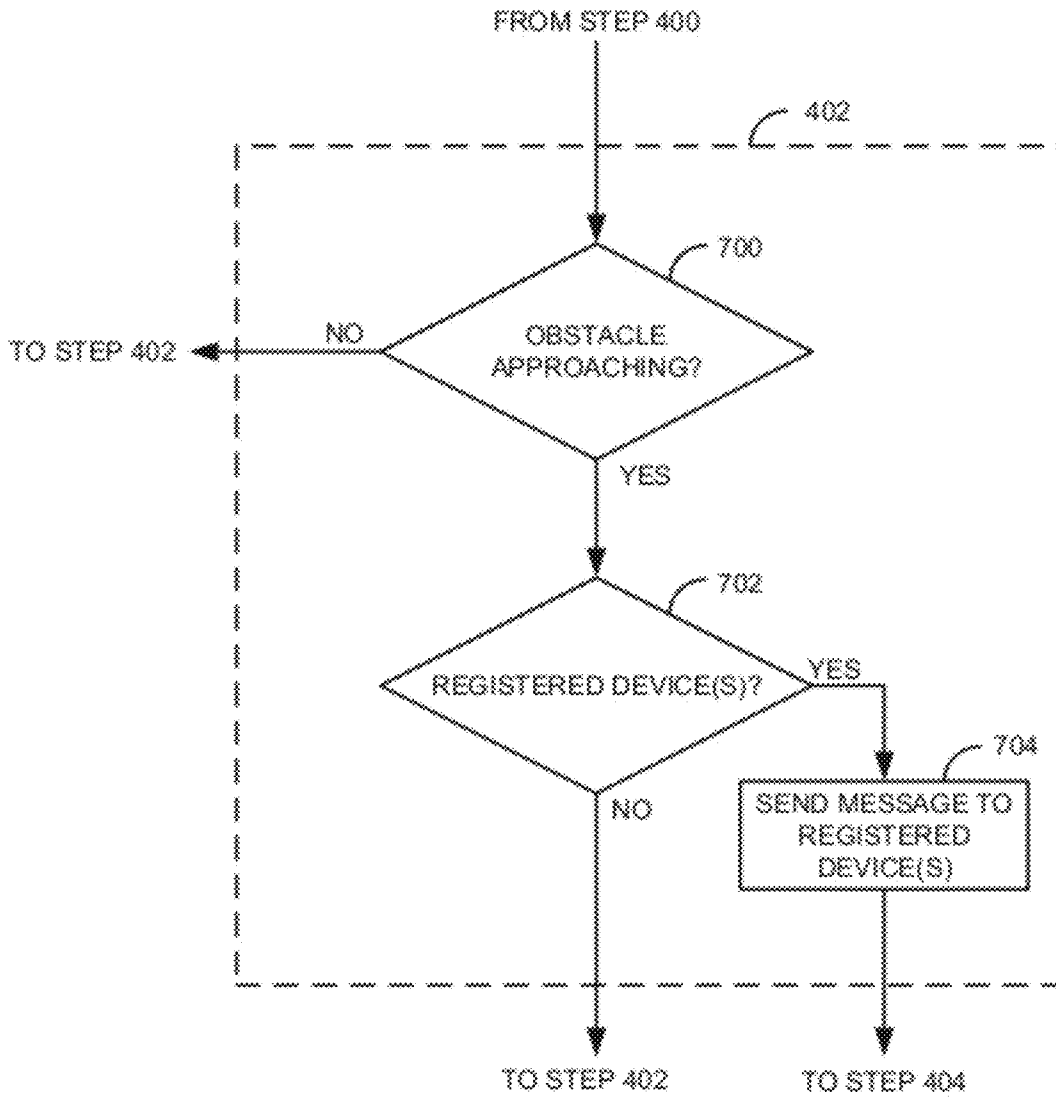 FROM STEP 400
402
700
OBSTACLE
APPROACHING?
NO
TO STEP 402
YES
702
REGISTERED DEVICE(S)?
YES
704
NO
SEND MESSAGE TO
REGISTERED
DEVICE(S)
TO STEP 402
TO STEP 404